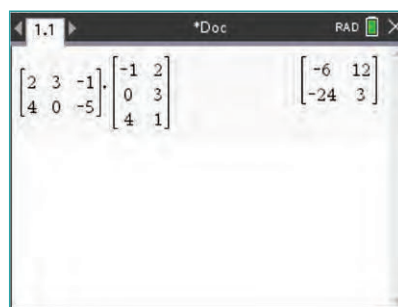 1.1 *Doc RAD
[2 3 -1] . [-1 2] [-6 12]
[4 0 -5] [0 3] [-24 3]
[4 1]